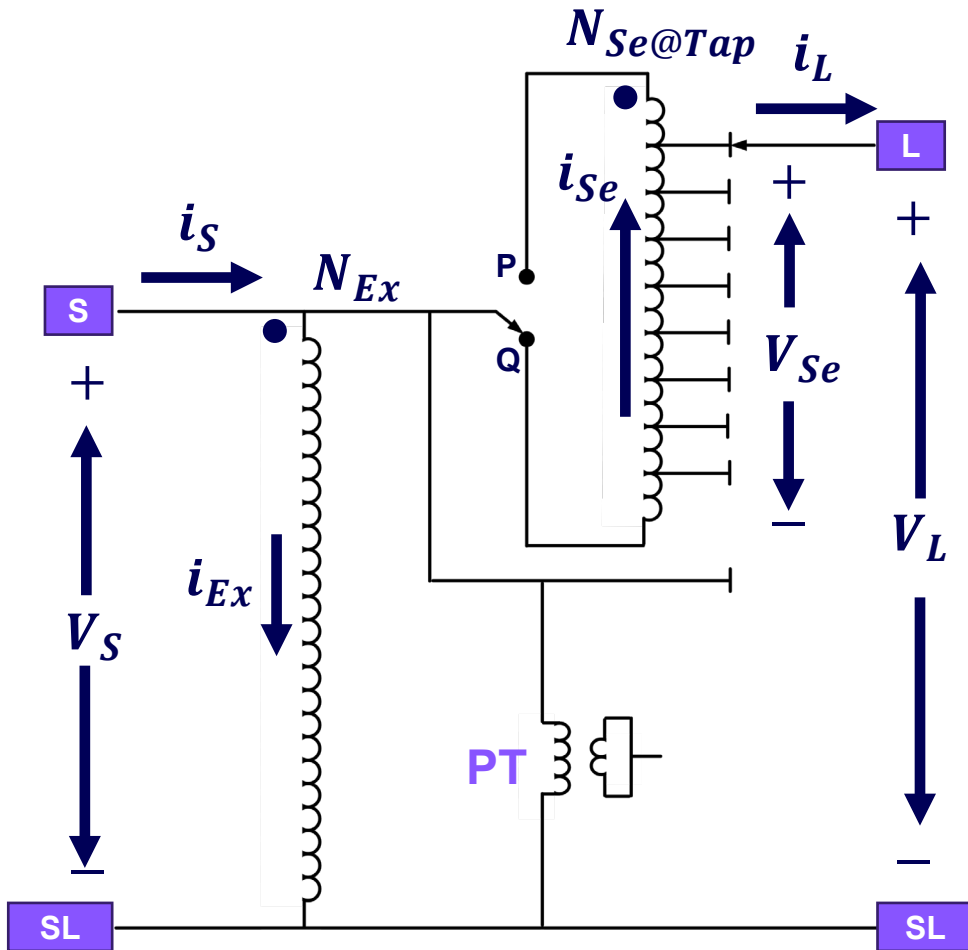 N_{Se@Tap}
i_L
L
i_{Se}
+
+
i_S
P
N_{Ex}
S
Q
V_{Se}
+
−
V_L
i_{Ex}
V_S
PT
−
−
SL
SL